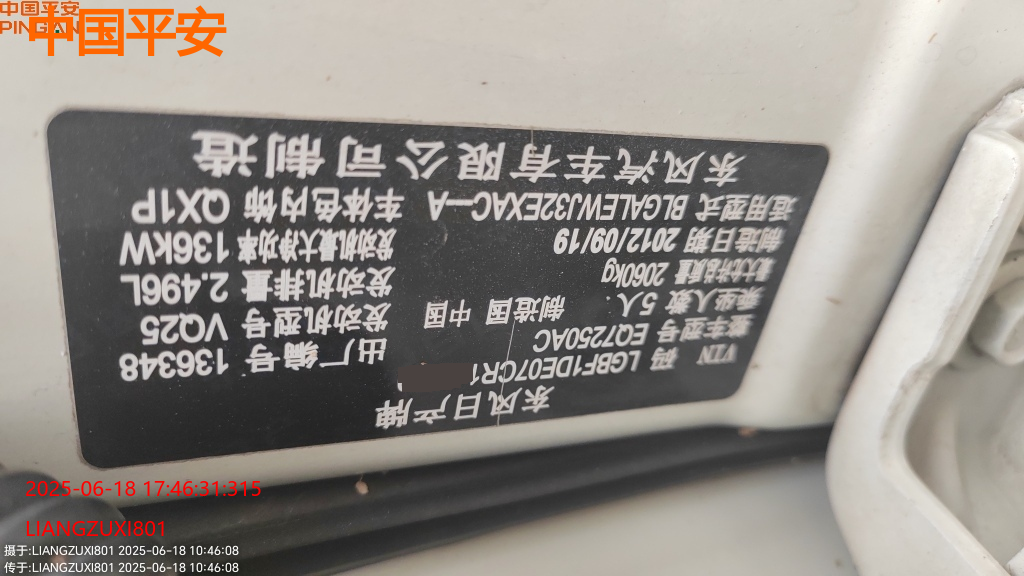 中国平安
PINGAN
中国平安
东风日产牌
VIN 码 LGBF1DE07CR1
整车型号 EQ7250AC
乘坐人数 5人
制造国 中国
最大允许总质量 2060kg
制造日期 2012/09/19
适用型式 BLGALEWJ32EXAC—A
出厂编号 136348
发动机型号 VQ25
发动机排量 2.496L
发动机最大净功率 136kW
车体色内饰 QX1P
东风汽车有限公司制造
2025-06-18 17:46:31:315
LIANGZUXI801
摄于:LIANGZUXI801 2025-06-18 10:46:08
传于:LIANGZUXI801 2025-06-18 10:46:08